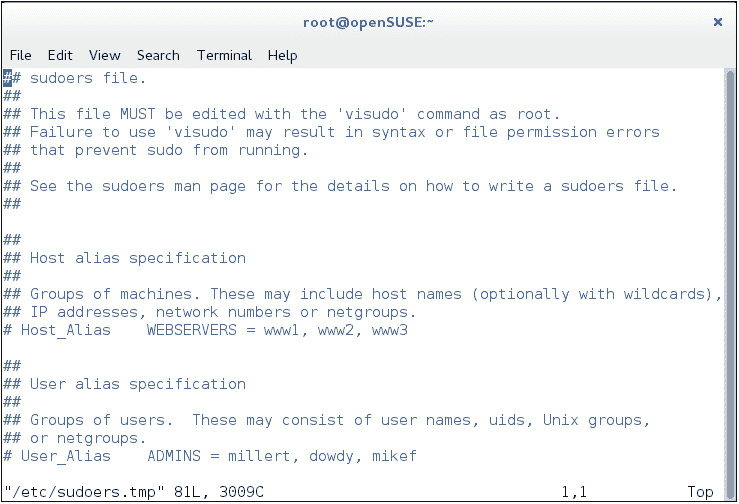 root@openSUSE:~ ×
File Edit View Search Terminal Help
## sudoers file.
##
## This file MUST be edited with the 'visudo' command as root.
## Failure to use 'visudo' may result in syntax or file permission errors
## that prevent sudo from running.
##
## See the sudoers man page for the details on how to write a sudoers file.
##
##
## Host alias specification
##
## Groups of machines. These may include host names (optionally with wildcards),
## IP addresses, network numbers or netgroups.
# Host_Alias    WEBSERVERS = www1, www2, www3
##
## User alias specification
##
## Groups of users.  These may consist of user names, uids, Unix groups,
## or netgroups.
# User_Alias    ADMINS = millert, dowdy, mikef
"/etc/sudoers.tmp" 81L, 3009C 1,1 Top